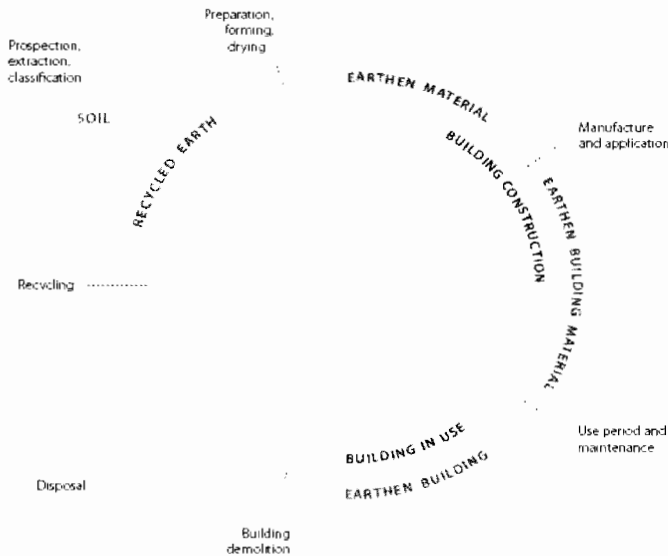 Preparation,
forming,
drying
Prospection,
extraction,
classification
SOIL
EARTHEN MATERIAL
RECYCLED EARTH
BUILDING CONSTRUCTION
Manufacture
and application
EARTHEN BUILDING MATERIAL
Recycling
Use period and
maintenance
BUILDING IN USE
EARTHEN BUILDING
Disposal
Building
demolition